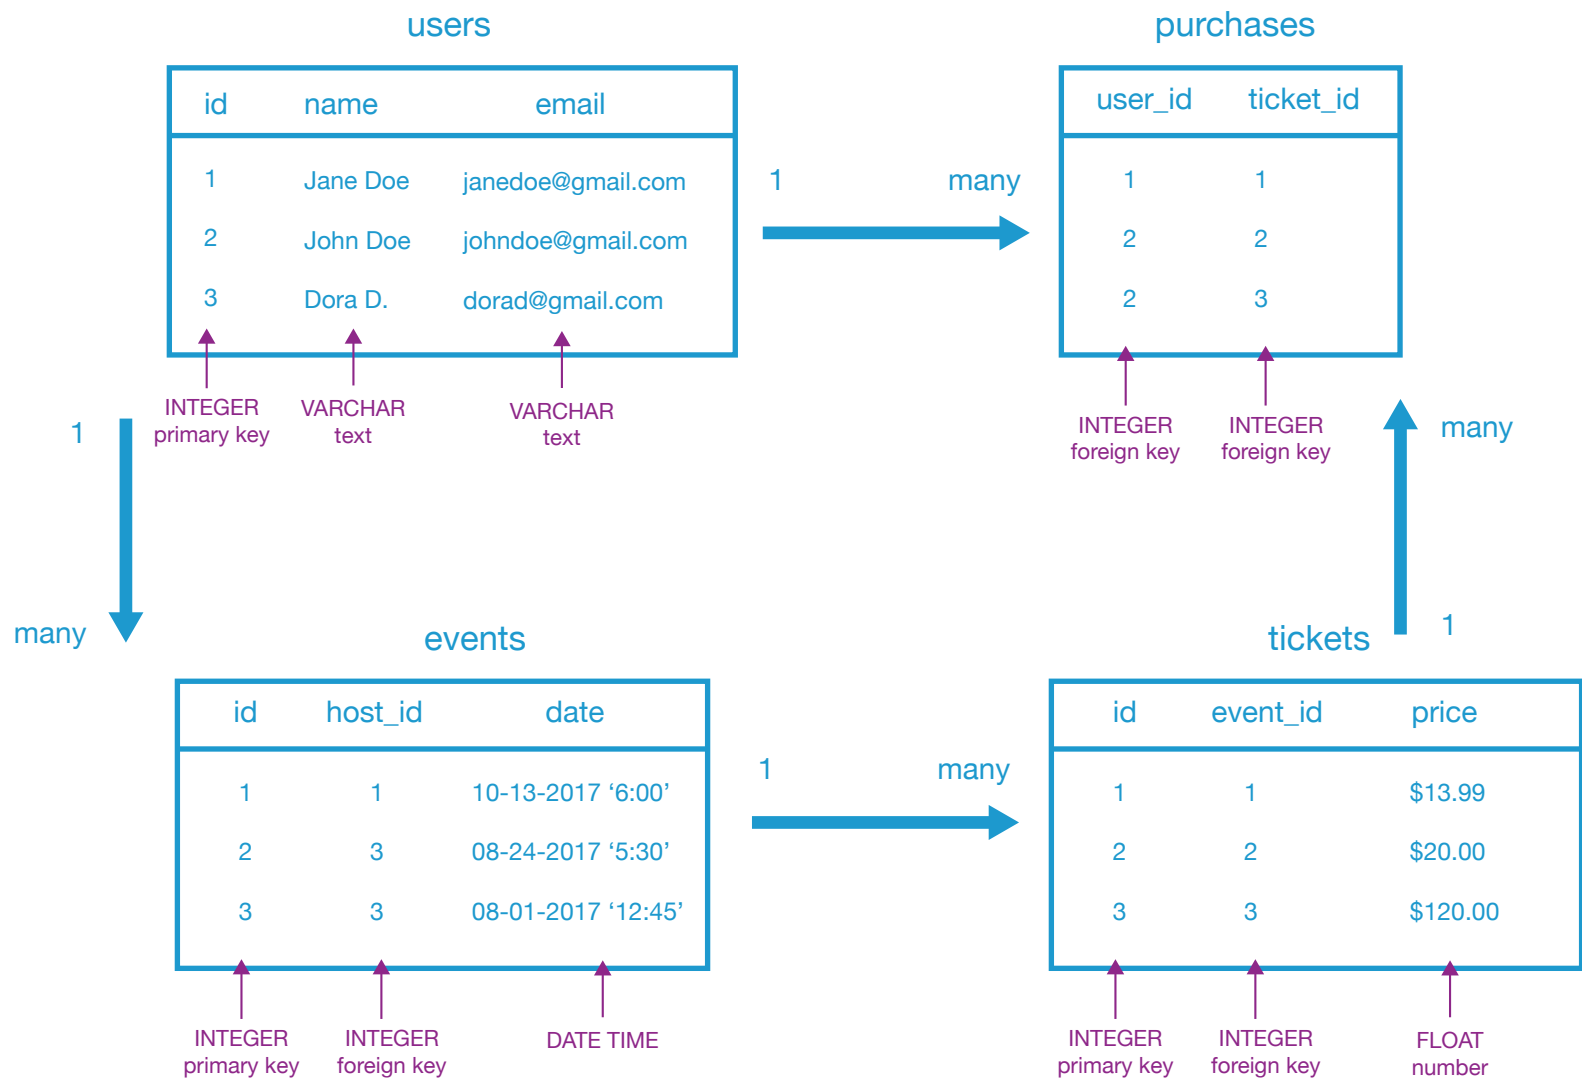 users
id name email
1 Jane Doe janedoe@gmail.com
2 John Doe johndoe@gmail.com
3 Dora D. dorad@gmail.com
INTEGER
primary key
VARCHAR
text
VARCHAR
text
1 many
purchases
user_id ticket_id
1 1
2 2
2 3
INTEGER
foreign key
INTEGER
foreign key
1
many
many
1
events
id host_id date
1 1 10-13-2017 ‘6:00’
2 3 08-24-2017 ‘5:30’
3 3 08-01-2017 ‘12:45’
INTEGER
primary key
INTEGER
foreign key
DATE TIME
1 many
tickets
id event_id price
1 1 $13.99
2 2 $20.00
3 3 $120.00
INTEGER
primary key
INTEGER
foreign key
FLOAT
number